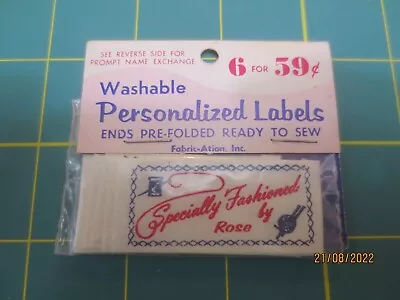 SEE REVERSE SIDE FOR
PROMPT NAME EXCHANGE
6 FOR 59¢
Washable
Personalized Labels
ENDS PRE-FOLDED READY TO SEW
Fabric-Ation, Inc.
Specially Fashioned
by
Rose
21/08/2022